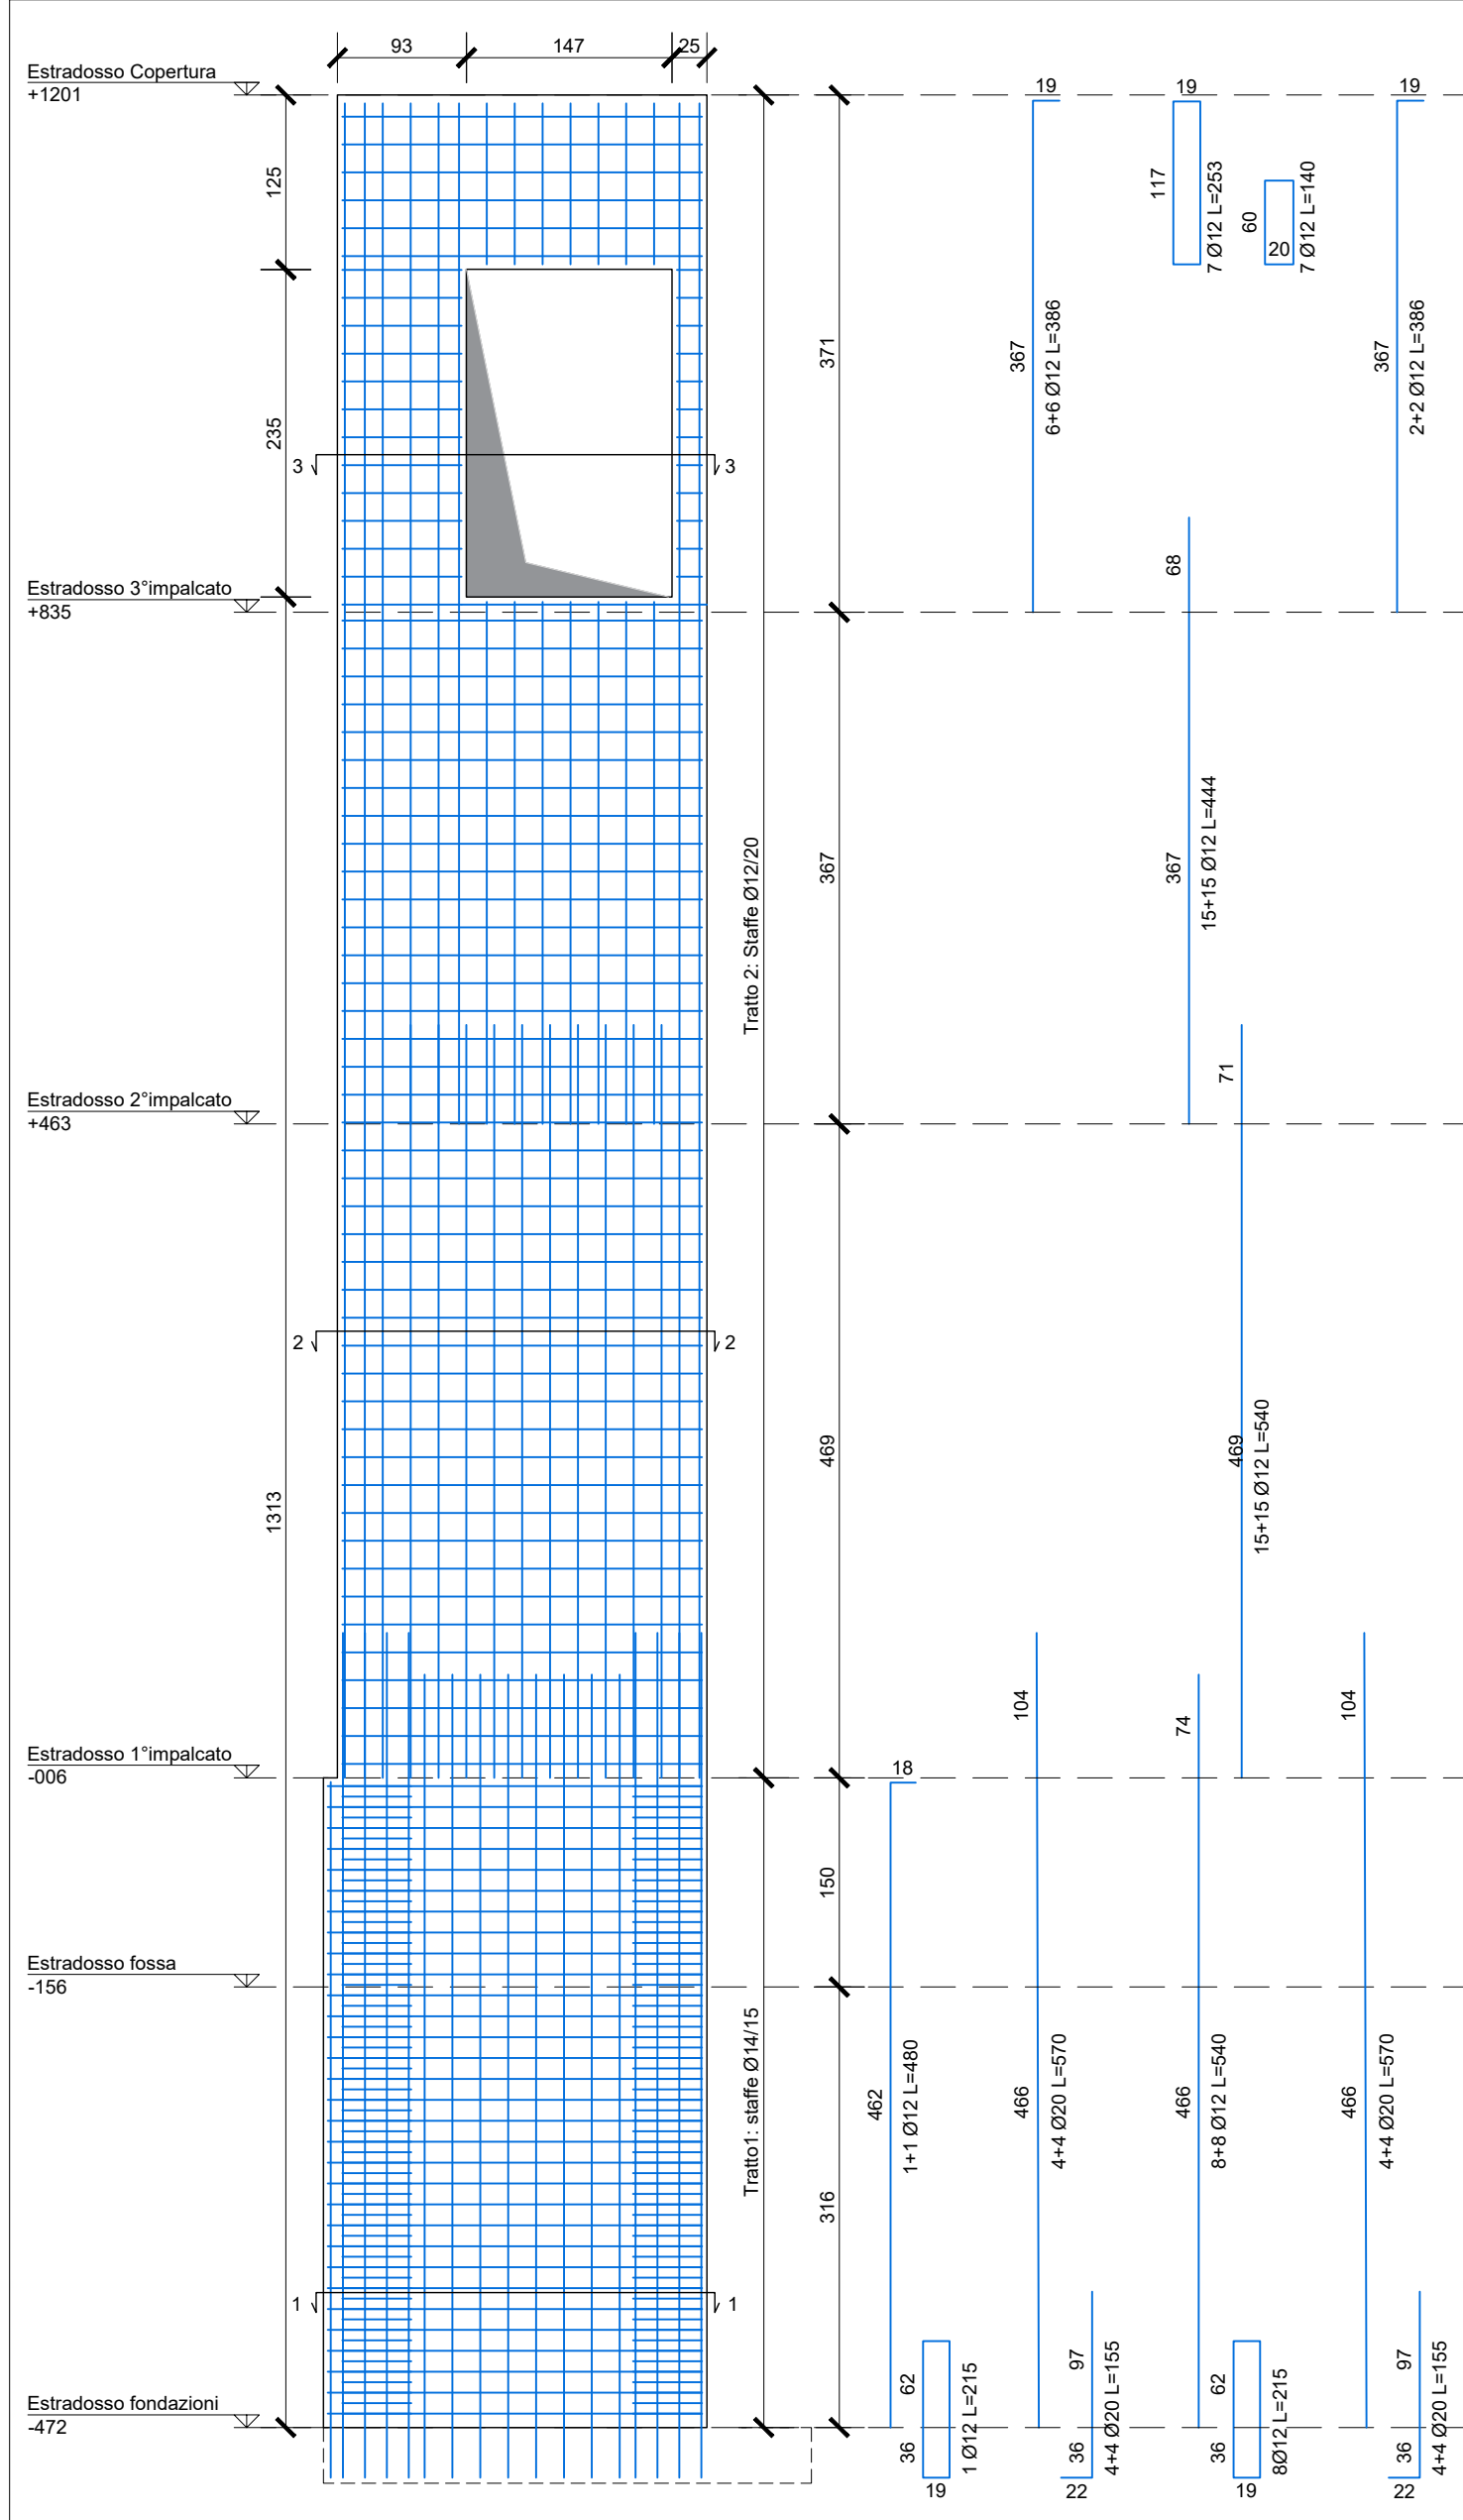 93
147
25
Estradosso Copertura
+1201
19
19
19
125
117
7 Ø12 L=253
60
20
7 Ø12 L=140
235
371
367
6+6 Ø12 L=386
367
2+2 Ø12 L=386
3
3
68
Estradosso 3°impalcato
+835
Tratto 2: Staffe Ø12/20
367
367
15+15 Ø12 L=444
71
Estradosso 2°impalcato
+463
2
2
469
469
15+15 Ø12 L=540
1313
104
74
104
Estradosso 1°impalcato
-006
18
150
Estradosso fossa
-156
Tratto1: staffe Ø14/15
316
462
1+1 Ø12 L=480
466
4+4 Ø20 L=570
466
8+8 Ø12 L=540
466
4+4 Ø20 L=570
1
1
62
36
19
1 Ø12 L=215
97
36
22
4+4 Ø20 L=155
62
36
19
8Ø12 L=215
97
36
22
4+4 Ø20 L=155
Estradosso fondazioni
-472